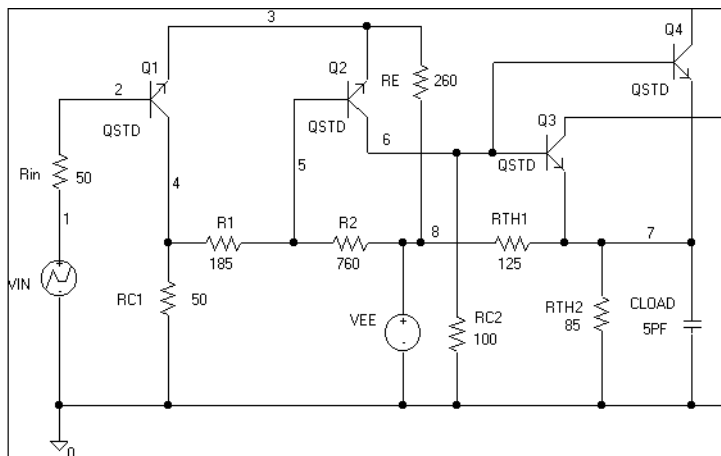 3
Q4
Q1
Q2
RE
260
2
QSTD
Q3
QSTD
QSTD
6
QSTD
Rin
50
5
4
1
R1
R2
8
RTH1
7
185
760
125
VIN
RC1
50
VEE
RTH2
85
CLOAD
5PF
RC2
100
0